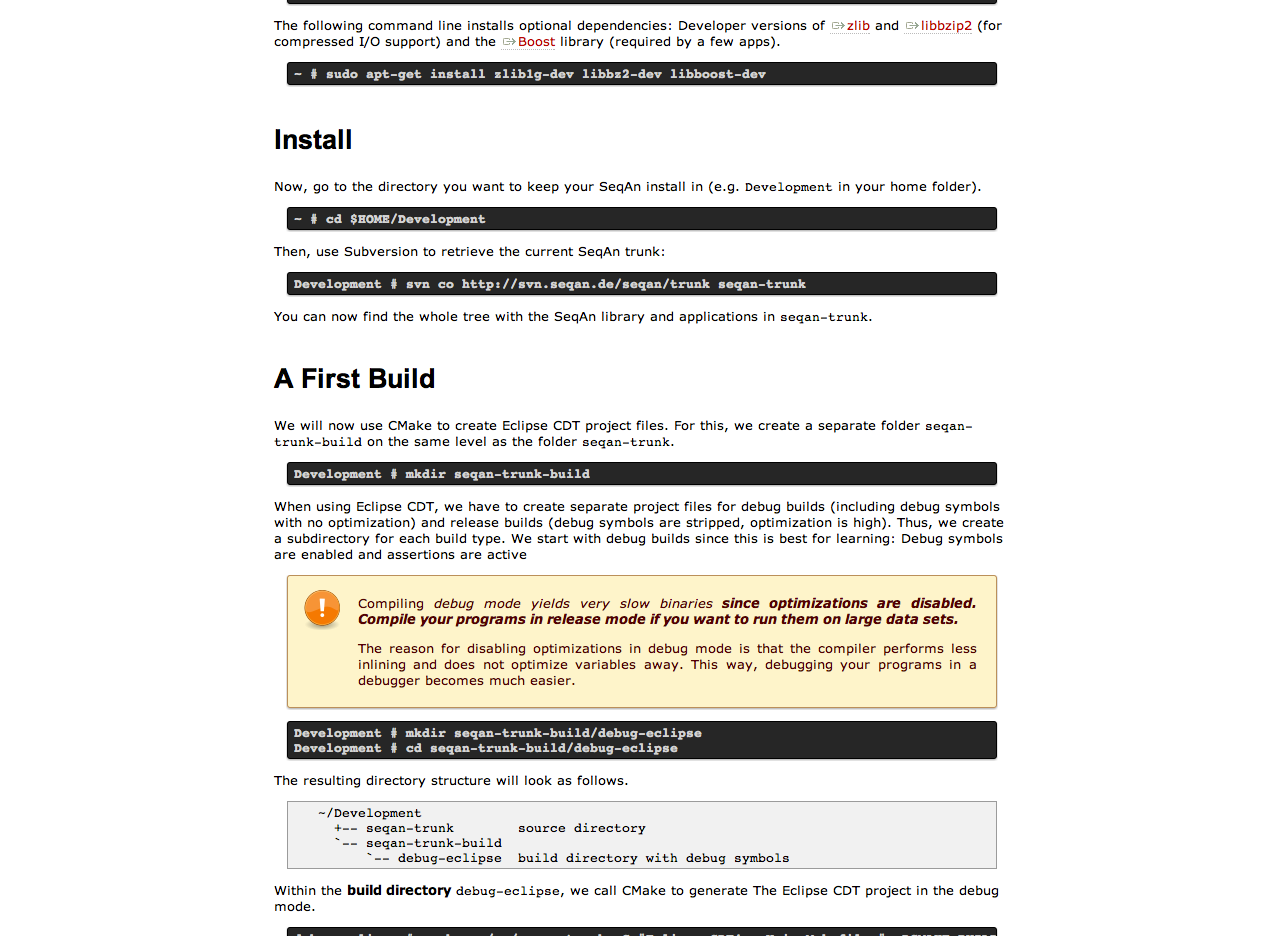 The following command line installs optional dependencies: Developer versions of zlib and libbzip2 (for
compressed I/O support) and the Boost library (required by a few apps).
~ # sudo apt-get install zlib1g-dev libbz2-dev libboost-dev
Install
Now, go to the directory you want to keep your SeqAn install in (e.g. Development in your home folder).
~ # cd $HOME/Development
Then, use Subversion to retrieve the current SeqAn trunk:
Development # svn co http://svn.seqan.de/seqan/trunk seqan-trunk
You can now find the whole tree with the SeqAn library and applications in seqan-trunk.
A First Build
We will now use CMake to create Eclipse CDT project files. For this, we create a separate folder seqan-
trunk-build on the same level as the folder seqan-trunk.
Development # mkdir seqan-trunk-build
When using Eclipse CDT, we have to create separate project files for debug builds (including debug symbols
with no optimization) and release builds (debug symbols are stripped, optimization is high). Thus, we create
a subdirectory for each build type. We start with debug builds since this is best for learning: Debug symbols
are enabled and assertions are active
Compiling debug mode yields very slow binaries since optimizations are disabled.
Compile your programs in release mode if you want to run them on large data sets.
The reason for disabling optimizations in debug mode is that the compiler performs less
inlining and does not optimize variables away. This way, debugging your programs in a
debugger becomes much easier.
Development # mkdir seqan-trunk-build/debug-eclipse
Development # cd seqan-trunk-build/debug-eclipse
The resulting directory structure will look as follows.
~/Development
+-- seqan-trunk source directory
`-- seqan-trunk-build
`-- debug-eclipse build directory with debug symbols
Within the build directory debug-eclipse, we call CMake to generate The Eclipse CDT project in the debug
mode.